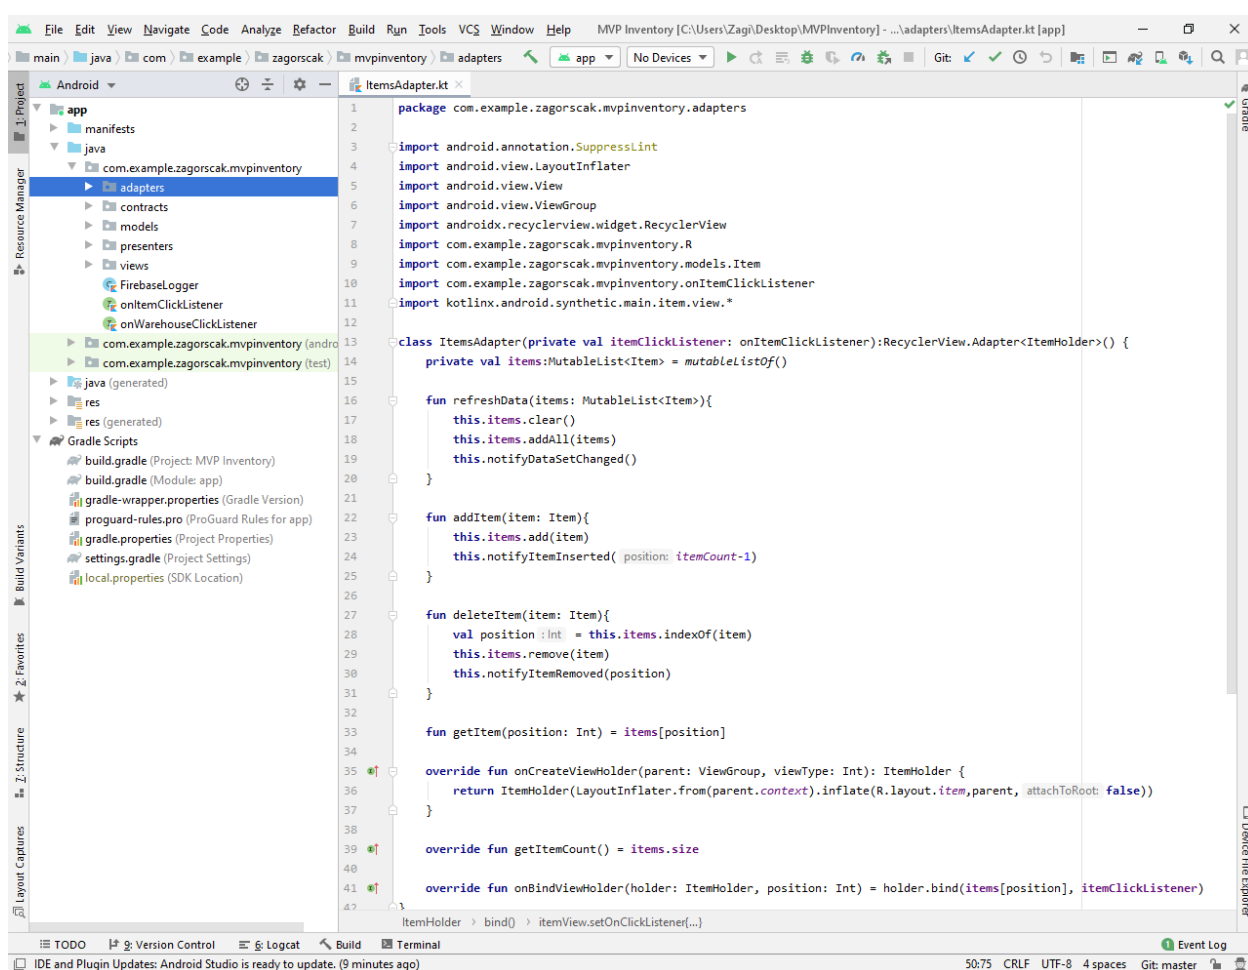 File Edit View Navigate Code Analyze Refactor Build Run Tools VCS Window Help MVP Inventory [C:\Users\Zagi\Desktop\MVPInventory] - ...\adapters\ItemsAdapter.kt [app]
main java com example zagorscak mvpinventory adapters app No Devices Git:
1: Project
Resource Manager
Build Variants
2: Favorites
7: Structure
Layout Captures
Android
app
manifests
java
com.example.zagorscak.mvpinventory
adapters
contracts
models
presenters
views
FirebaseLogger
onItemClickListener
onWarehouseClickListener
com.example.zagorscak.mvpinventory (andro
com.example.zagorscak.mvpinventory (test)
java (generated)
res
res (generated)
Gradle Scripts
build.gradle (Project: MVP Inventory)
build.gradle (Module: app)
gradle-wrapper.properties (Gradle Version)
proguard-rules.pro (ProGuard Rules for app)
gradle.properties (Project Properties)
settings.gradle (Project Settings)
local.properties (SDK Location)
ItemsAdapter.kt
1 package com.example.zagorscak.mvpinventory.adapters
2
3 import android.annotation.SuppressLint
4 import android.view.LayoutInflater
5 import android.view.View
6 import android.view.ViewGroup
7 import androidx.recyclerview.widget.RecyclerView
8 import com.example.zagorscak.mvpinventory.R
9 import com.example.zagorscak.mvpinventory.models.Item
10 import com.example.zagorscak.mvpinventory.onItemClickListener
11 import kotlinx.android.synthetic.main.item.view.*
12
13 class ItemsAdapter(private val itemClickListener: onItemClickListener):RecyclerView.Adapter<ItemHolder>() {
14 private val items:MutableList<Item> = mutableListOf()
15
16 fun refreshData(items: MutableList<Item>){
17 this.items.clear()
18 this.items.addAll(items)
19 this.notifyDataSetChanged()
20 }
21
22 fun addItem(item: Item){
23 this.items.add(item)
24 this.notifyItemInserted( position: itemCount-1)
25 }
26
27 fun deleteItem(item: Item){
28 val position : Int = this.items.indexOf(item)
29 this.items.remove(item)
30 this.notifyItemRemoved(position)
31 }
32
33 fun getItem(position: Int) = items[position]
34
35 override fun onCreateViewHolder(parent: ViewGroup, viewType: Int): ItemHolder {
36 return ItemHolder(LayoutInflater.from(parent.context).inflate(R.layout.item,parent, attachToRoot: false))
37 }
38
39 override fun getItemCount() = items.size
40
41 override fun onBindViewHolder(holder: ItemHolder, position: Int) = holder.bind(items[position], itemClickListener)
42 }
ItemHolder bind() itemView.setOnClickListener{...}
Gradle
Device File Explorer
TODO 9: Version Control 6: Logcat Build Terminal 1 Event Log
IDE and Plugin Updates: Android Studio is ready to update. (9 minutes ago) 50:75 CRLF UTF-8 4 spaces Git: master